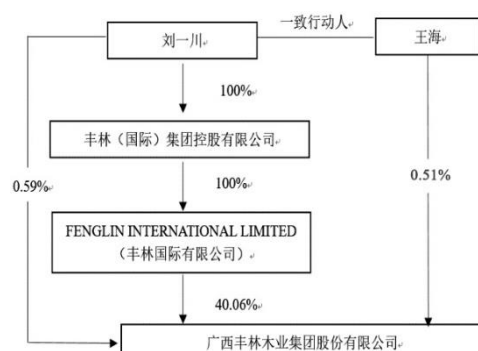 一致行动人
刘一川
王海
100%
丰林（国际）集团控股有限公司
0.59%
100%
0.51%
FENGLIN INTERNATIONAL LIMITED
（丰林国际有限公司）
40.06%
广西丰林木业集团股份有限公司